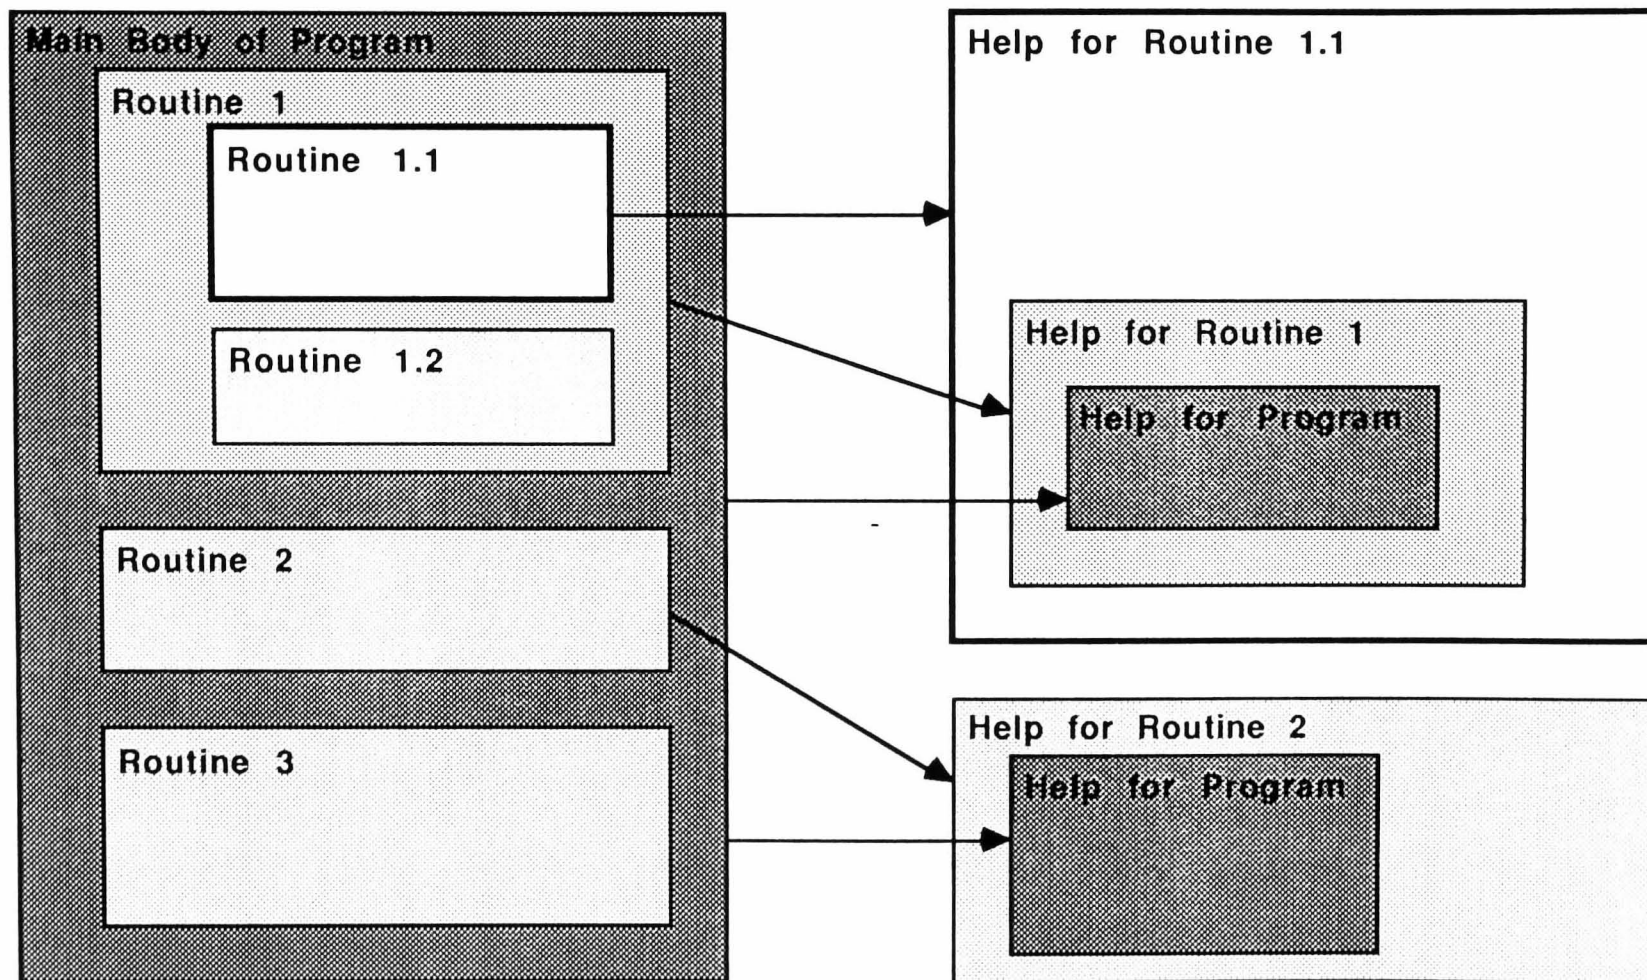 Main Body of Program
Routine 1
Routine 1.1
Routine 1.2
Routine 2
Routine 3
Help for Routine 1.1
Help for Routine 1
Help for Program
Help for Routine 2
Help for Program